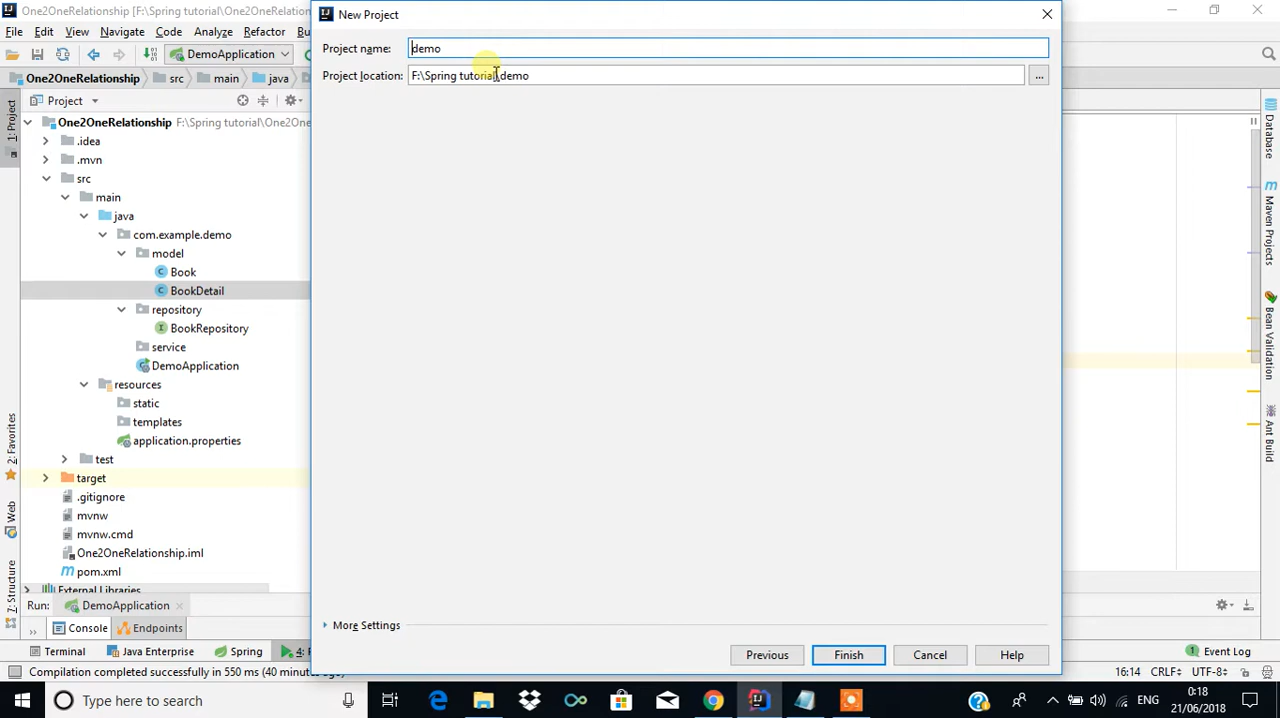 One2OneRelationship [F:\Spring tutorial\One2OneRelationship] - ...\src\
New Project
File Edit View Navigate Code Analyze Refactor
Project name: demo
DemoApplication
Project location: F:\Spring tutorial\demo ...
One2OneRelationship src main java
Project
One2OneRelationship F:\Spring tutorial\One2One
.idea
.mvn
src
main
java
com.example.demo
model
Book
BookDetail
repository
BookRepository
service
DemoApplication
resources
static
templates
application.properties
test
target
.gitignore
mvnw
mvnw.cmd
One2OneRelationship.iml
pom.xml
External Libraries
1: Project
2: Favorites
Web
7: Structure
Database
Maven Projects
Bean Validation
Ant Build
Run: DemoApplication
Console Endpoints
More Settings
Previous Finish Cancel Help
Terminal Java Enterprise Spring 4: Event Log
Compilation completed successfully in 550 ms (40 minutes ago) 16:14 CRLF UTF-8
Type here to search
ENG
18
21/06/2018